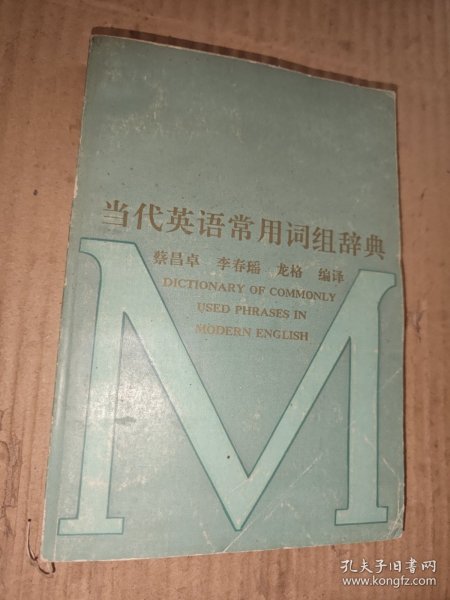 当代英语常用词组辞典
蔡昌卓 李春瑶 龙格 编译
DICTIONARY OF COMMONLY
USED PHRASES IN
MODERN ENGLISH
M
孔夫子旧书网
www.kongfz.com